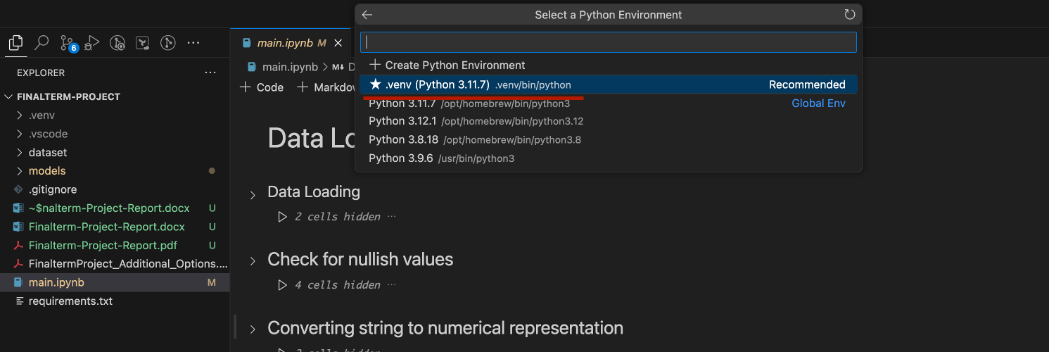 Select a Python Environment
6
EXPLORER
FINALTERM-PROJECT
.venv
.vscode
dataset
models
.gitignore
~$nalterm-Project-Report.docx U
Finalterm-Project-Report.docx U
Finalterm-Project-Report.pdf U
FinaltermProject_Additional_Options....
main.ipynb M
requirements.txt
main.ipynb M
main.ipynb > M↓ D
+ Code + Markdow
Create Python Environment
.venv (Python 3.11.7) .venv/bin/python Recommended
Python 3.11.7 /opt/homebrew/bin/python3 Global Env
Python 3.12.1 /opt/homebrew/bin/python3.12
Python 3.8.18 /opt/homebrew/bin/python3.8
Python 3.9.6 /usr/bin/python3
Data Lo
Data Loading
2 cells hidden ...
Check for nullish values
4 cells hidden ...
Converting string to numerical representation